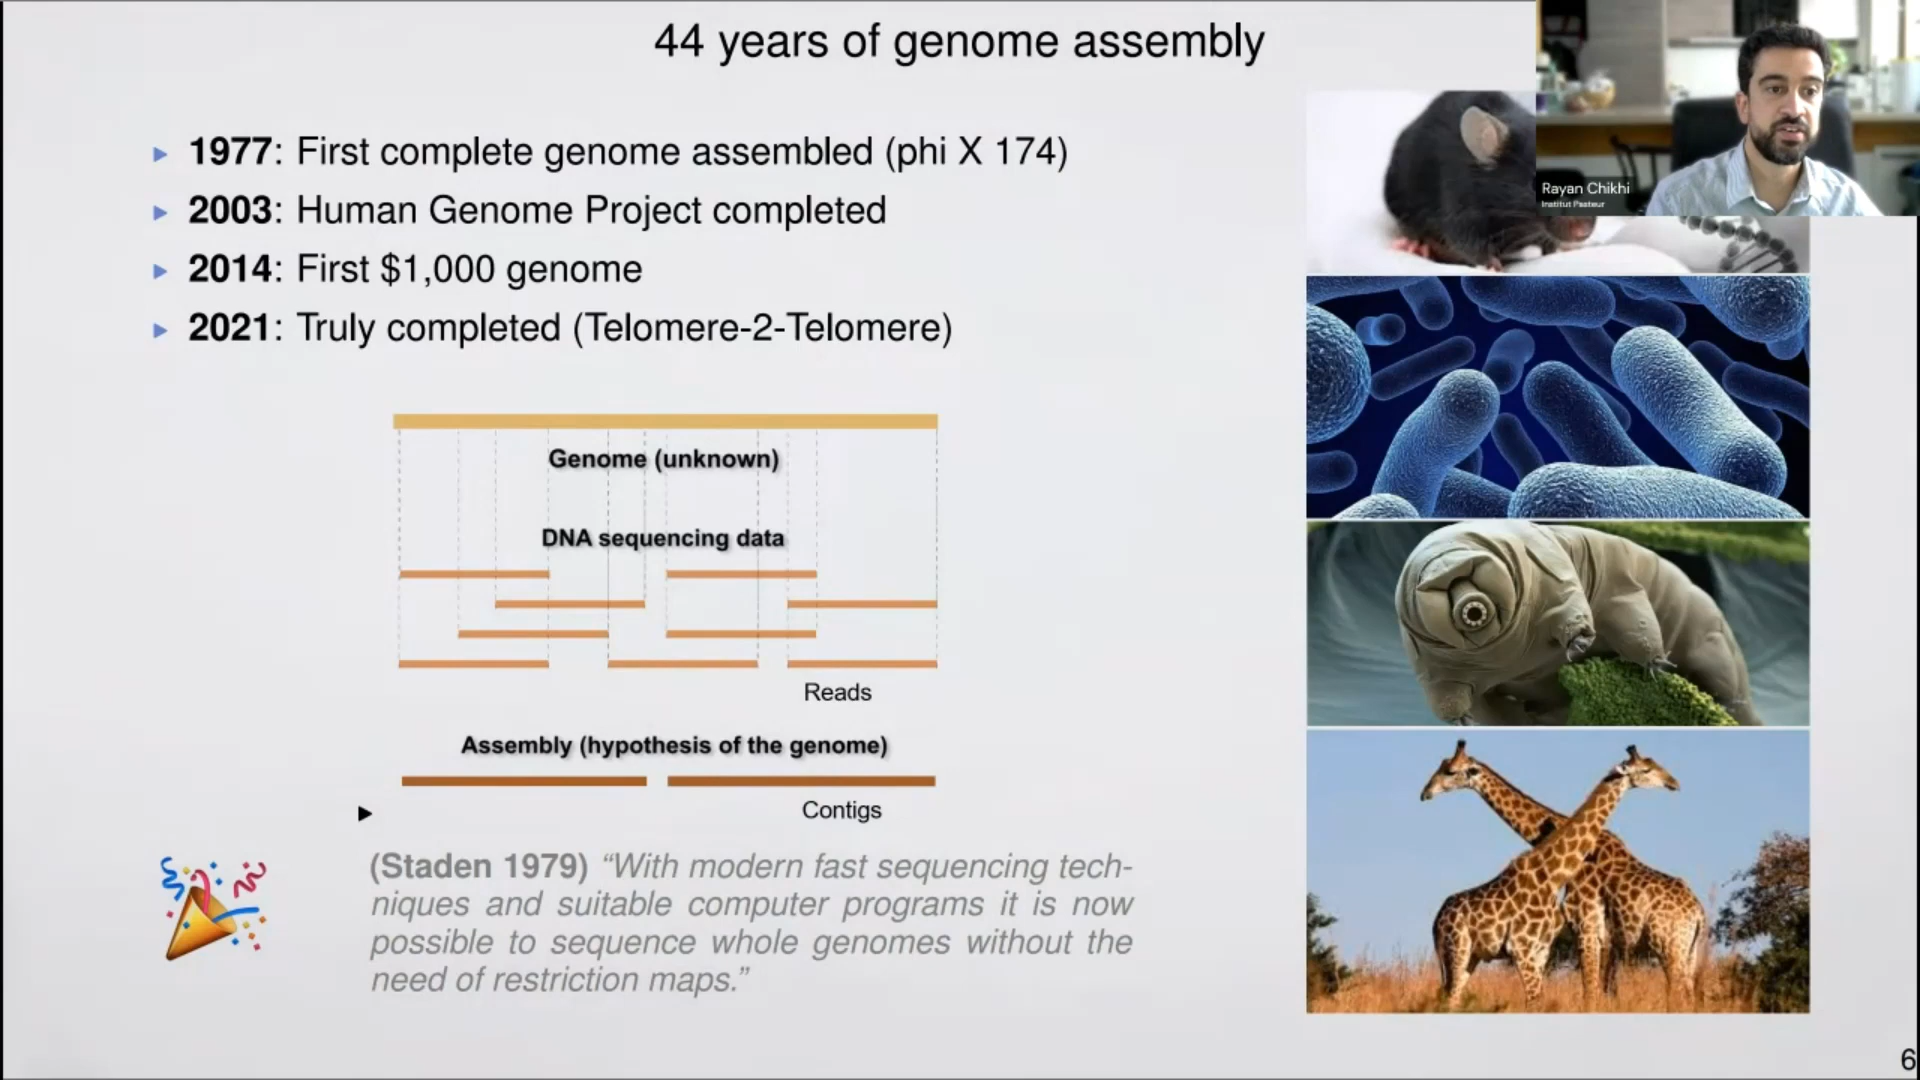 44 years of genome assembly
Rayan Chikhi
Institut Pasteur
▸ 1977: First complete genome assembled (phi X 174)
▸ 2003: Human Genome Project completed
▸ 2014: First $1,000 genome
▸ 2021: Truly completed (Telomere-2-Telomere)
Genome (unknown)
DNA sequencing data
Reads
Assembly (hypothesis of the genome)
Contigs
(Staden 1979) “With modern fast sequencing tech-
niques and suitable computer programs it is now
possible to sequence whole genomes without the
need of restriction maps.”
6